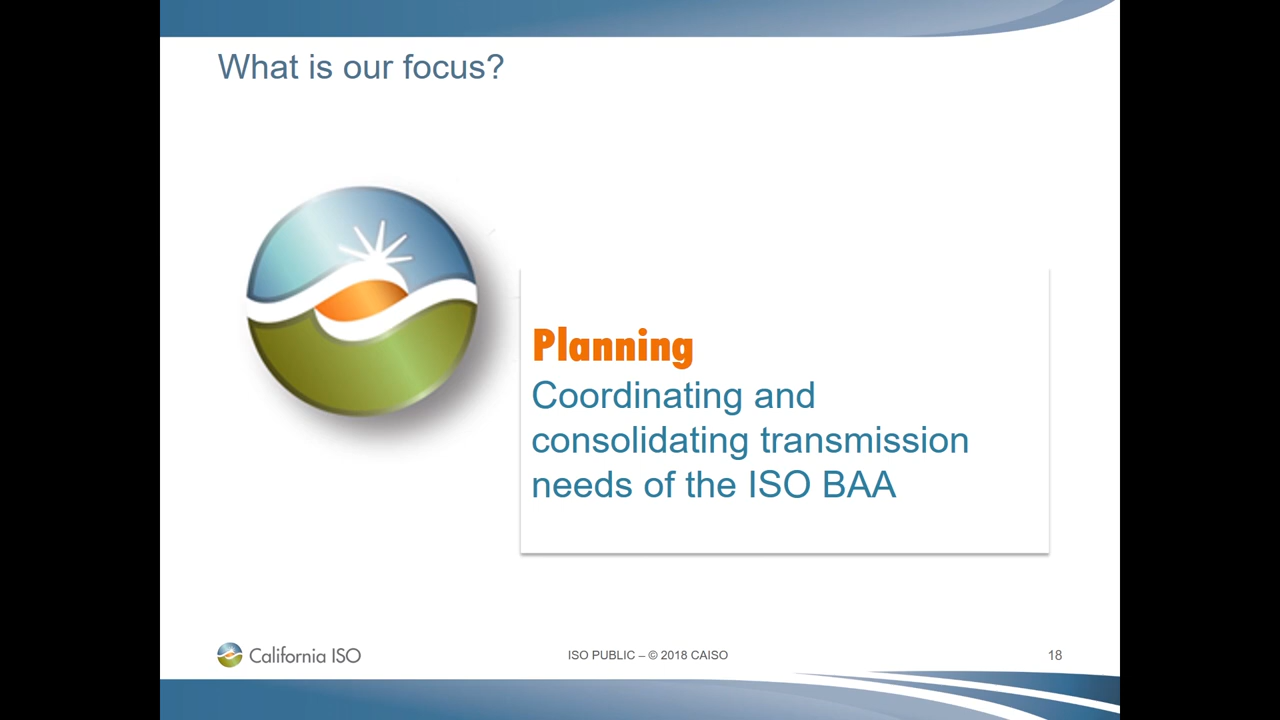 What is our focus?
Planning
Coordinating and
consolidating transmission
needs of the ISO BAA
California ISO
ISO PUBLIC – © 2018 CAISO
18